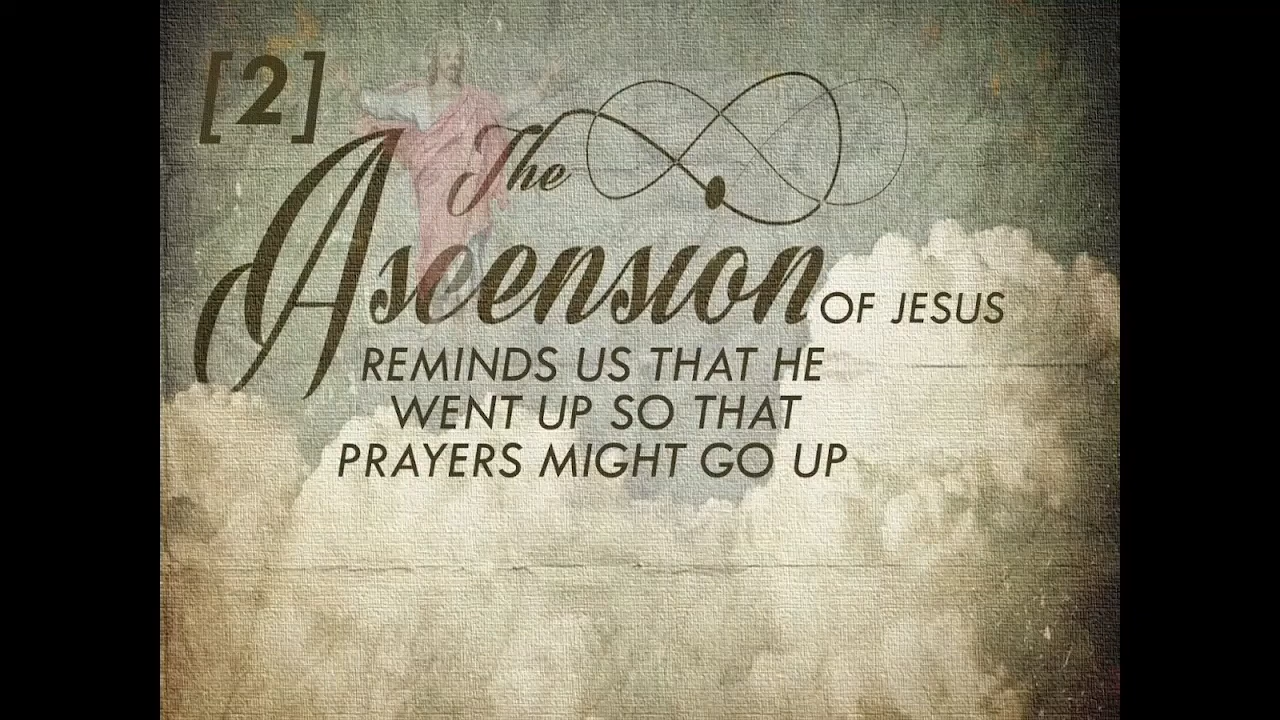 [2]
The
Ascension OF JESUS
REMINDS US THAT HE
WENT UP SO THAT
PRAYERS MIGHT GO UP